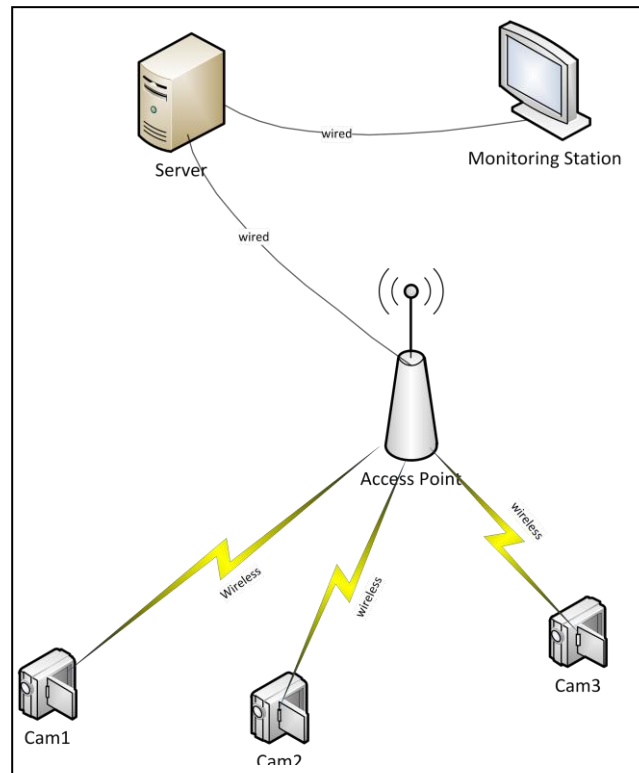 wired
Server
Monitoring Station
wired
Access Point
wireless
Wireless
wireless
Cam3
Cam1
Cam2